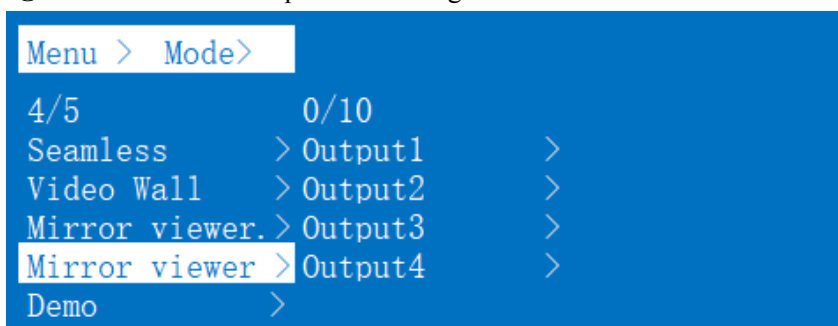 Menu > Mode>
4/5 0/10
Seamless > Output1 >
Video Wall > Output2 >
Mirror viewer. > Output3 >
Mirror viewer > Output4 >
Demo >